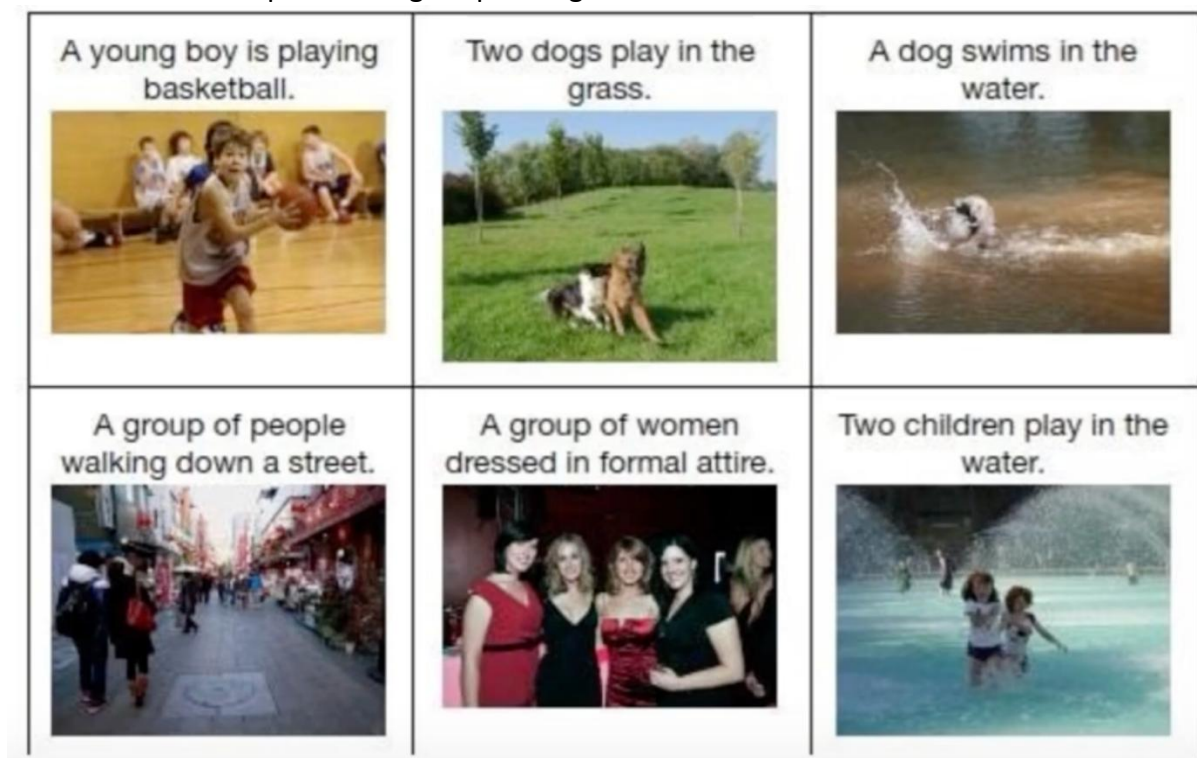 A young boy is playing
basketball.
Two dogs play in the
grass.
A dog swims in the
water.
A group of people
walking down a street.
A group of women
dressed in formal attire.
Two children play in the
water.